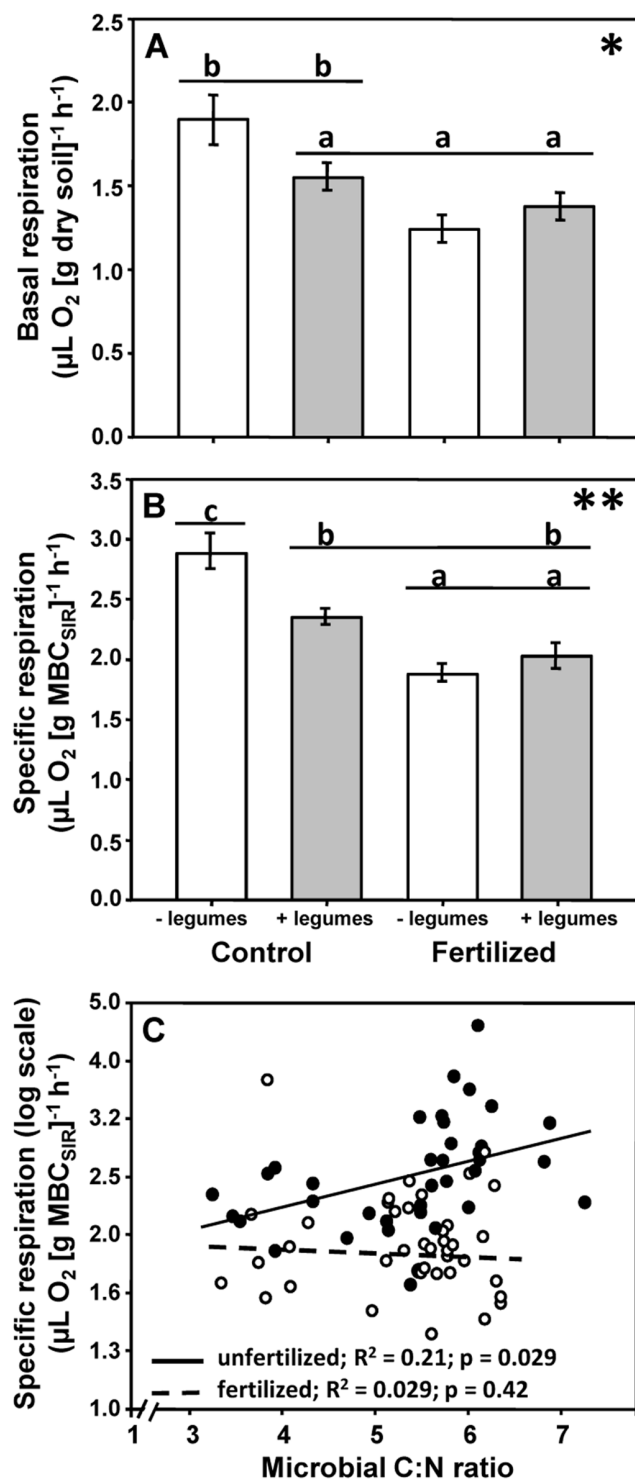 A
*
b b
a a a
2.5
2.0
1.5
1.0
0.5
0.0
Basal respiration
(µL O2 [g dry soil]-1 h-1)
B
**
c
b b
a a
3.5
3.0
2.5
2.0
1.5
1.0
0.5
0.0
Specific respiration
(µL O2 [g MBCSIR]-1 h-1)
- legumes + legumes - legumes + legumes
Control Fertilized
C
5.0
4.0
3.2
2.5
2.0
1.6
1.3
1.0
Specific respiration (log scale)
(µL O2 [g MBCSIR]-1 h-1)
unfertilized; R2 = 0.21; p = 0.029
fertilized; R2 = 0.029; p = 0.42
1 3 4 5 6 7
Microbial C:N ratio